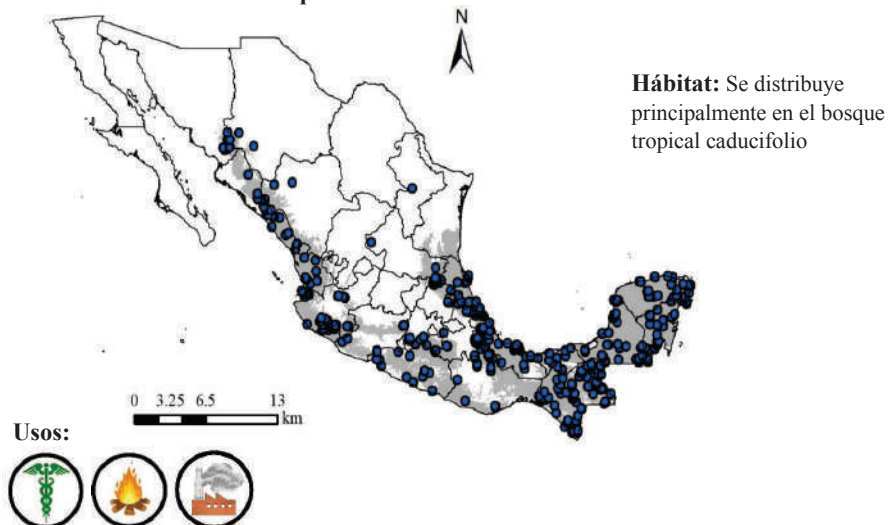 N
Hábitat: Se distribuye
principalmente en el bosque
tropical caducifolio
0 3.25 6.5 13
km
Usos: